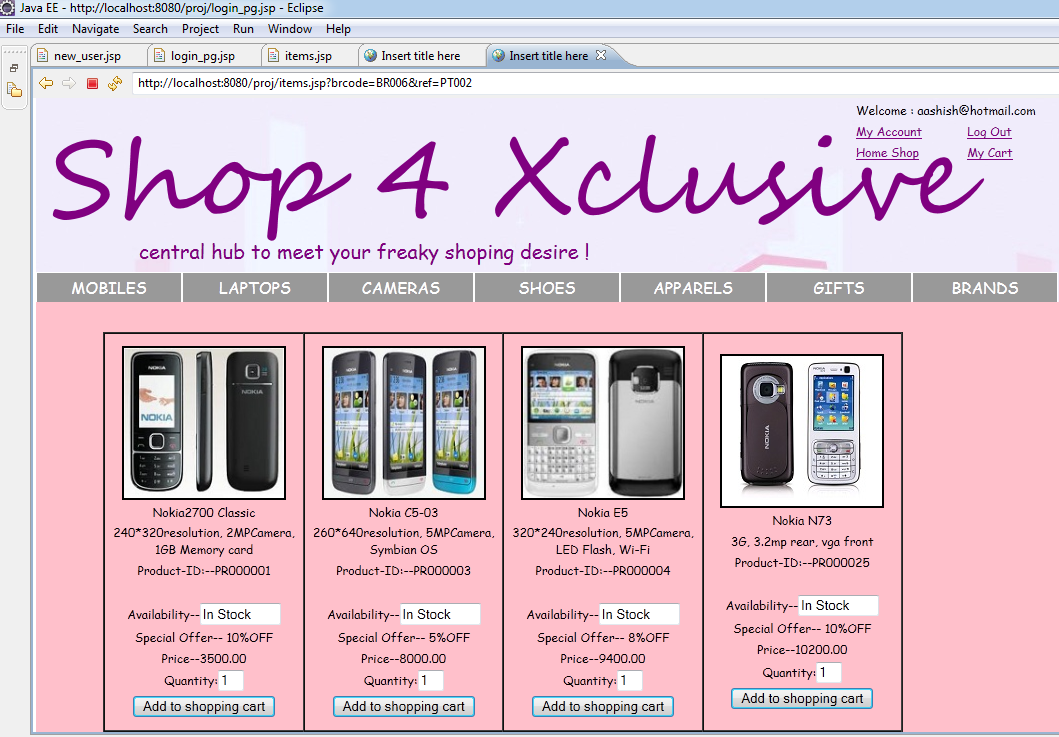 Java EE - http://localhost:8080/proj/login_pg.jsp - Eclipse
File Edit Navigate Search Project Run Window Help
new_user.jsp login_pg.jsp items.jsp Insert title here Insert title here
http://localhost:8080/proj/items.jsp?brcode=BR006&ref=PT002
Welcome : aashish@hotmail.com
My Account Log Out
Home Shop My Cart
Shop 4 Xclusive
central hub to meet your freaky shoping desire !
MOBILES LAPTOPS CAMERAS SHOES APPARELS GIFTS BRANDS
NOKIA
NOKIA
NOKIA
Nokia2700 Classic
240*320resolution, 2MPCamera,
1GB Memory card
Product-ID:--PR000001
Availability-- In Stock
Special Offer-- 10%OFF
Price--3500.00
Quantity: 1
Add to shopping cart
Nokia C5-03
260*640resolution, 5MPCamera,
Symbian OS
Product-ID:--PR000003
Availability-- In Stock
Special Offer-- 5%OFF
Price--8000.00
Quantity: 1
Add to shopping cart
Nokia E5
320*240resolution, 5MPCamera,
LED Flash, Wi-Fi
Product-ID:--PR000004
Availability-- In Stock
Special Offer-- 8%OFF
Price--9400.00
Quantity: 1
Add to shopping cart
NOKIA
Nokia N73
3G, 3.2mp rear, vga front
Product-ID:--PR000025
Availability-- In Stock
Special Offer-- 10%OFF
Price--10200.00
Quantity: 1
Add to shopping cart